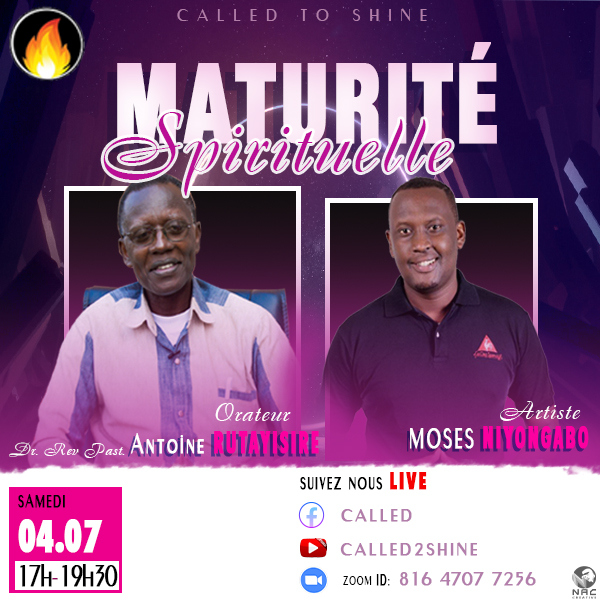 CALLED TO SHINE
MATURITÉ
Spirituelle
Orateur
Dr. Rev Past. ANTOINE RUTAYISIRE
Artiste
MOSES NIYONGABO
SUIVEZ NOUS LIVE
CALLED
CALLED2SHINE
ZOOM ID: 816 4707 7256
SAMEDI
04.07
17h-19h30
NAC